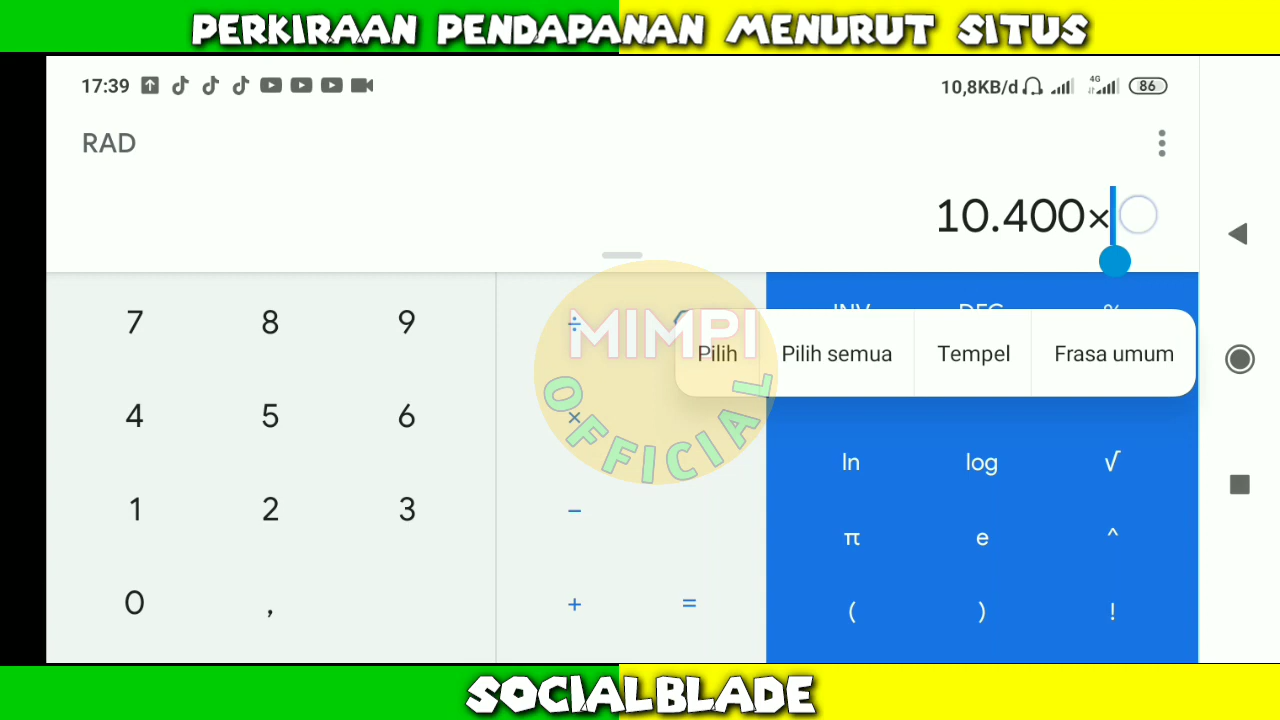 PERKIRAAN PENDAPANAN MENURUT SITUS
17:39 10,8KB/d 4G 86
RAD
10.400×
7 8 9 ÷
4 5 6 ×
1 2 3 −
0 , + =
INV DEG %
Pilih Pilih semua Tempel Frasa umum
ln log √
π e ^
( ) !
MIMPI
OFFICIAL
SOCIALBLADE